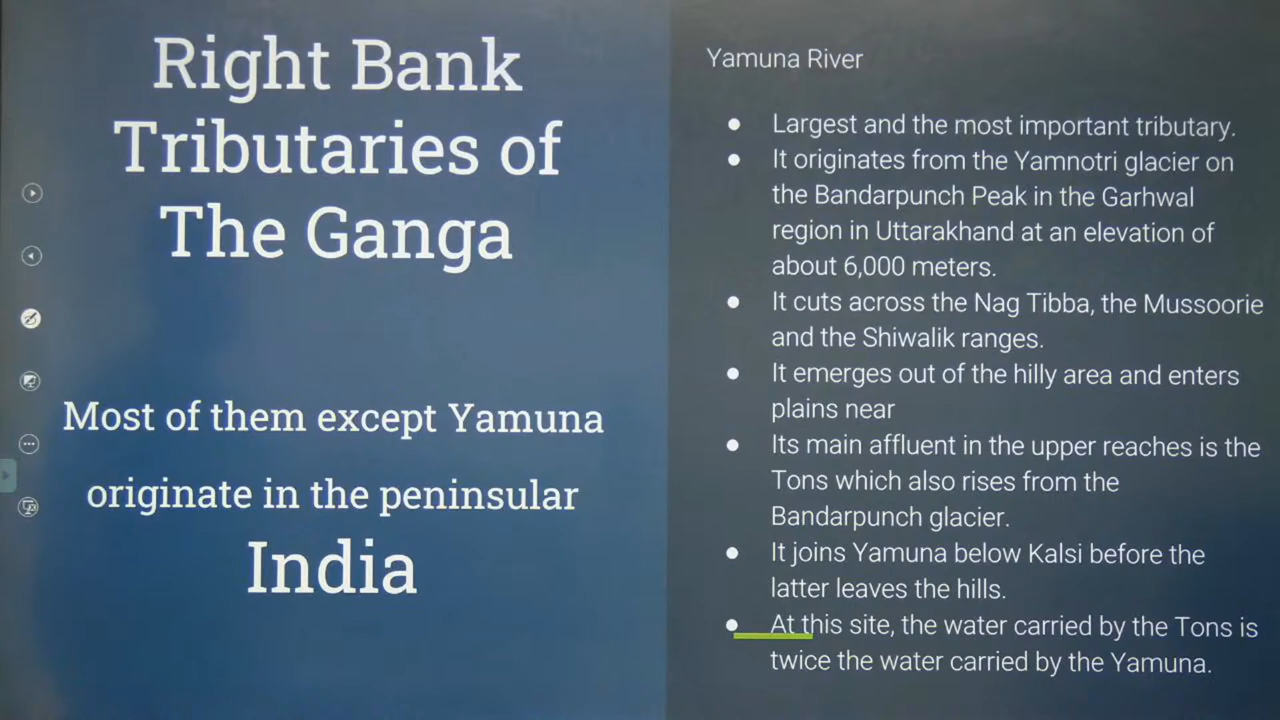 Right Bank
Tributaries of
The Ganga
Most of them except Yamuna
originate in the peninsular
India
Yamuna River
● Largest and the most important tributary.
● It originates from the Yamnotri glacier on
the Bandarpunch Peak in the Garhwal
region in Uttarakhand at an elevation of
about 6,000 meters.
● It cuts across the Nag Tibba, the Mussoorie
and the Shiwalik ranges.
● It emerges out of the hilly area and enters
plains near
● Its main affluent in the upper reaches is the
Tons which also rises from the
Bandarpunch glacier.
● It joins Yamuna below Kalsi before the
latter leaves the hills.
● At this site, the water carried by the Tons is
twice the water carried by the Yamuna.